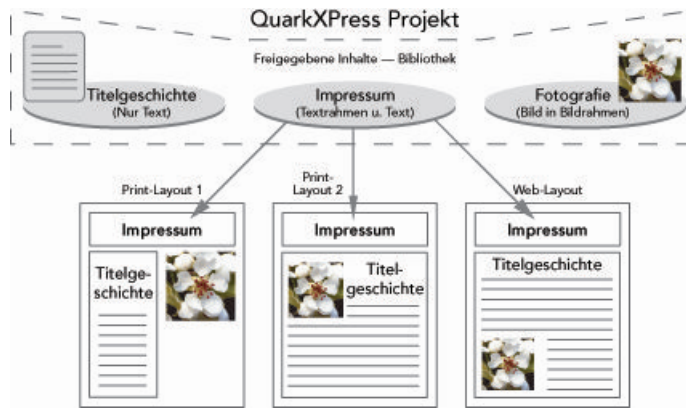 QuarkXPress Projekt
Freigegebene Inhalte — Bibliothek
Titelgeschichte
(Nur Text)
Impressum
(Textrahmen u. Text)
Fotografie
(Bild in Bildrahmen)
Print-Layout 1
Print-
Layout 2
Web-Layout
Impressum
Titelge-
schichte
Impressum
Titel-
geschichte
Impressum
Titelgeschichte